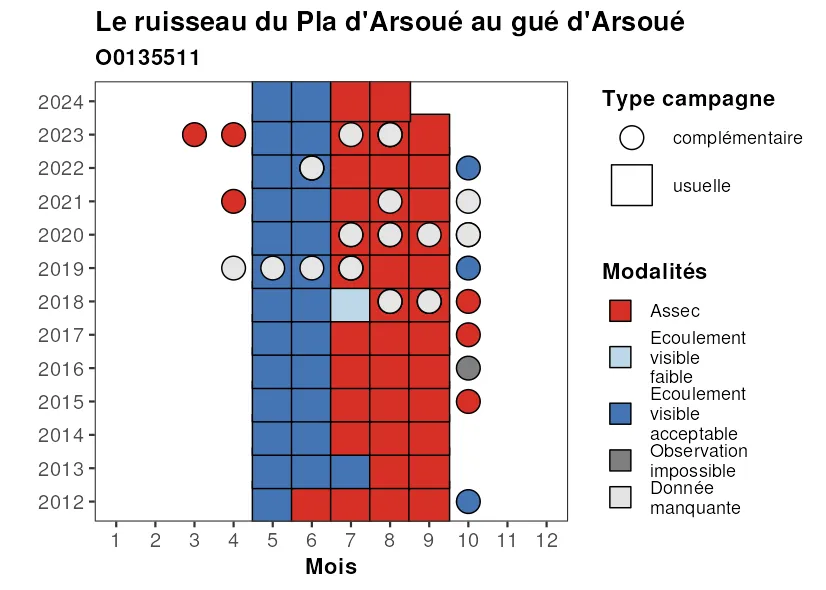 Le ruisseau du Pla d'Arsoué au gué d'Arsoué
O0135511
2024
2023
2022
2021
2020
2019
2018
2017
2016
2015
2014
2013
2012
1 2 3 4 5 6 7 8 9 10 11 12
Mois
Type campagne
complémentaire
usuelle
Modalités
Assec
Ecoulement
visible
faible
Ecoulement
visible
acceptable
Observation
impossible
Donnée
manquante